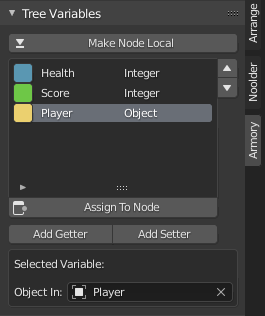 Tree Variables
Make Node Local
Health Integer
Score Integer
Player Object
Assign To Node
Add Getter Add Setter
Selected Variable:
Object In: Player
Arrange
Noolder
Armory